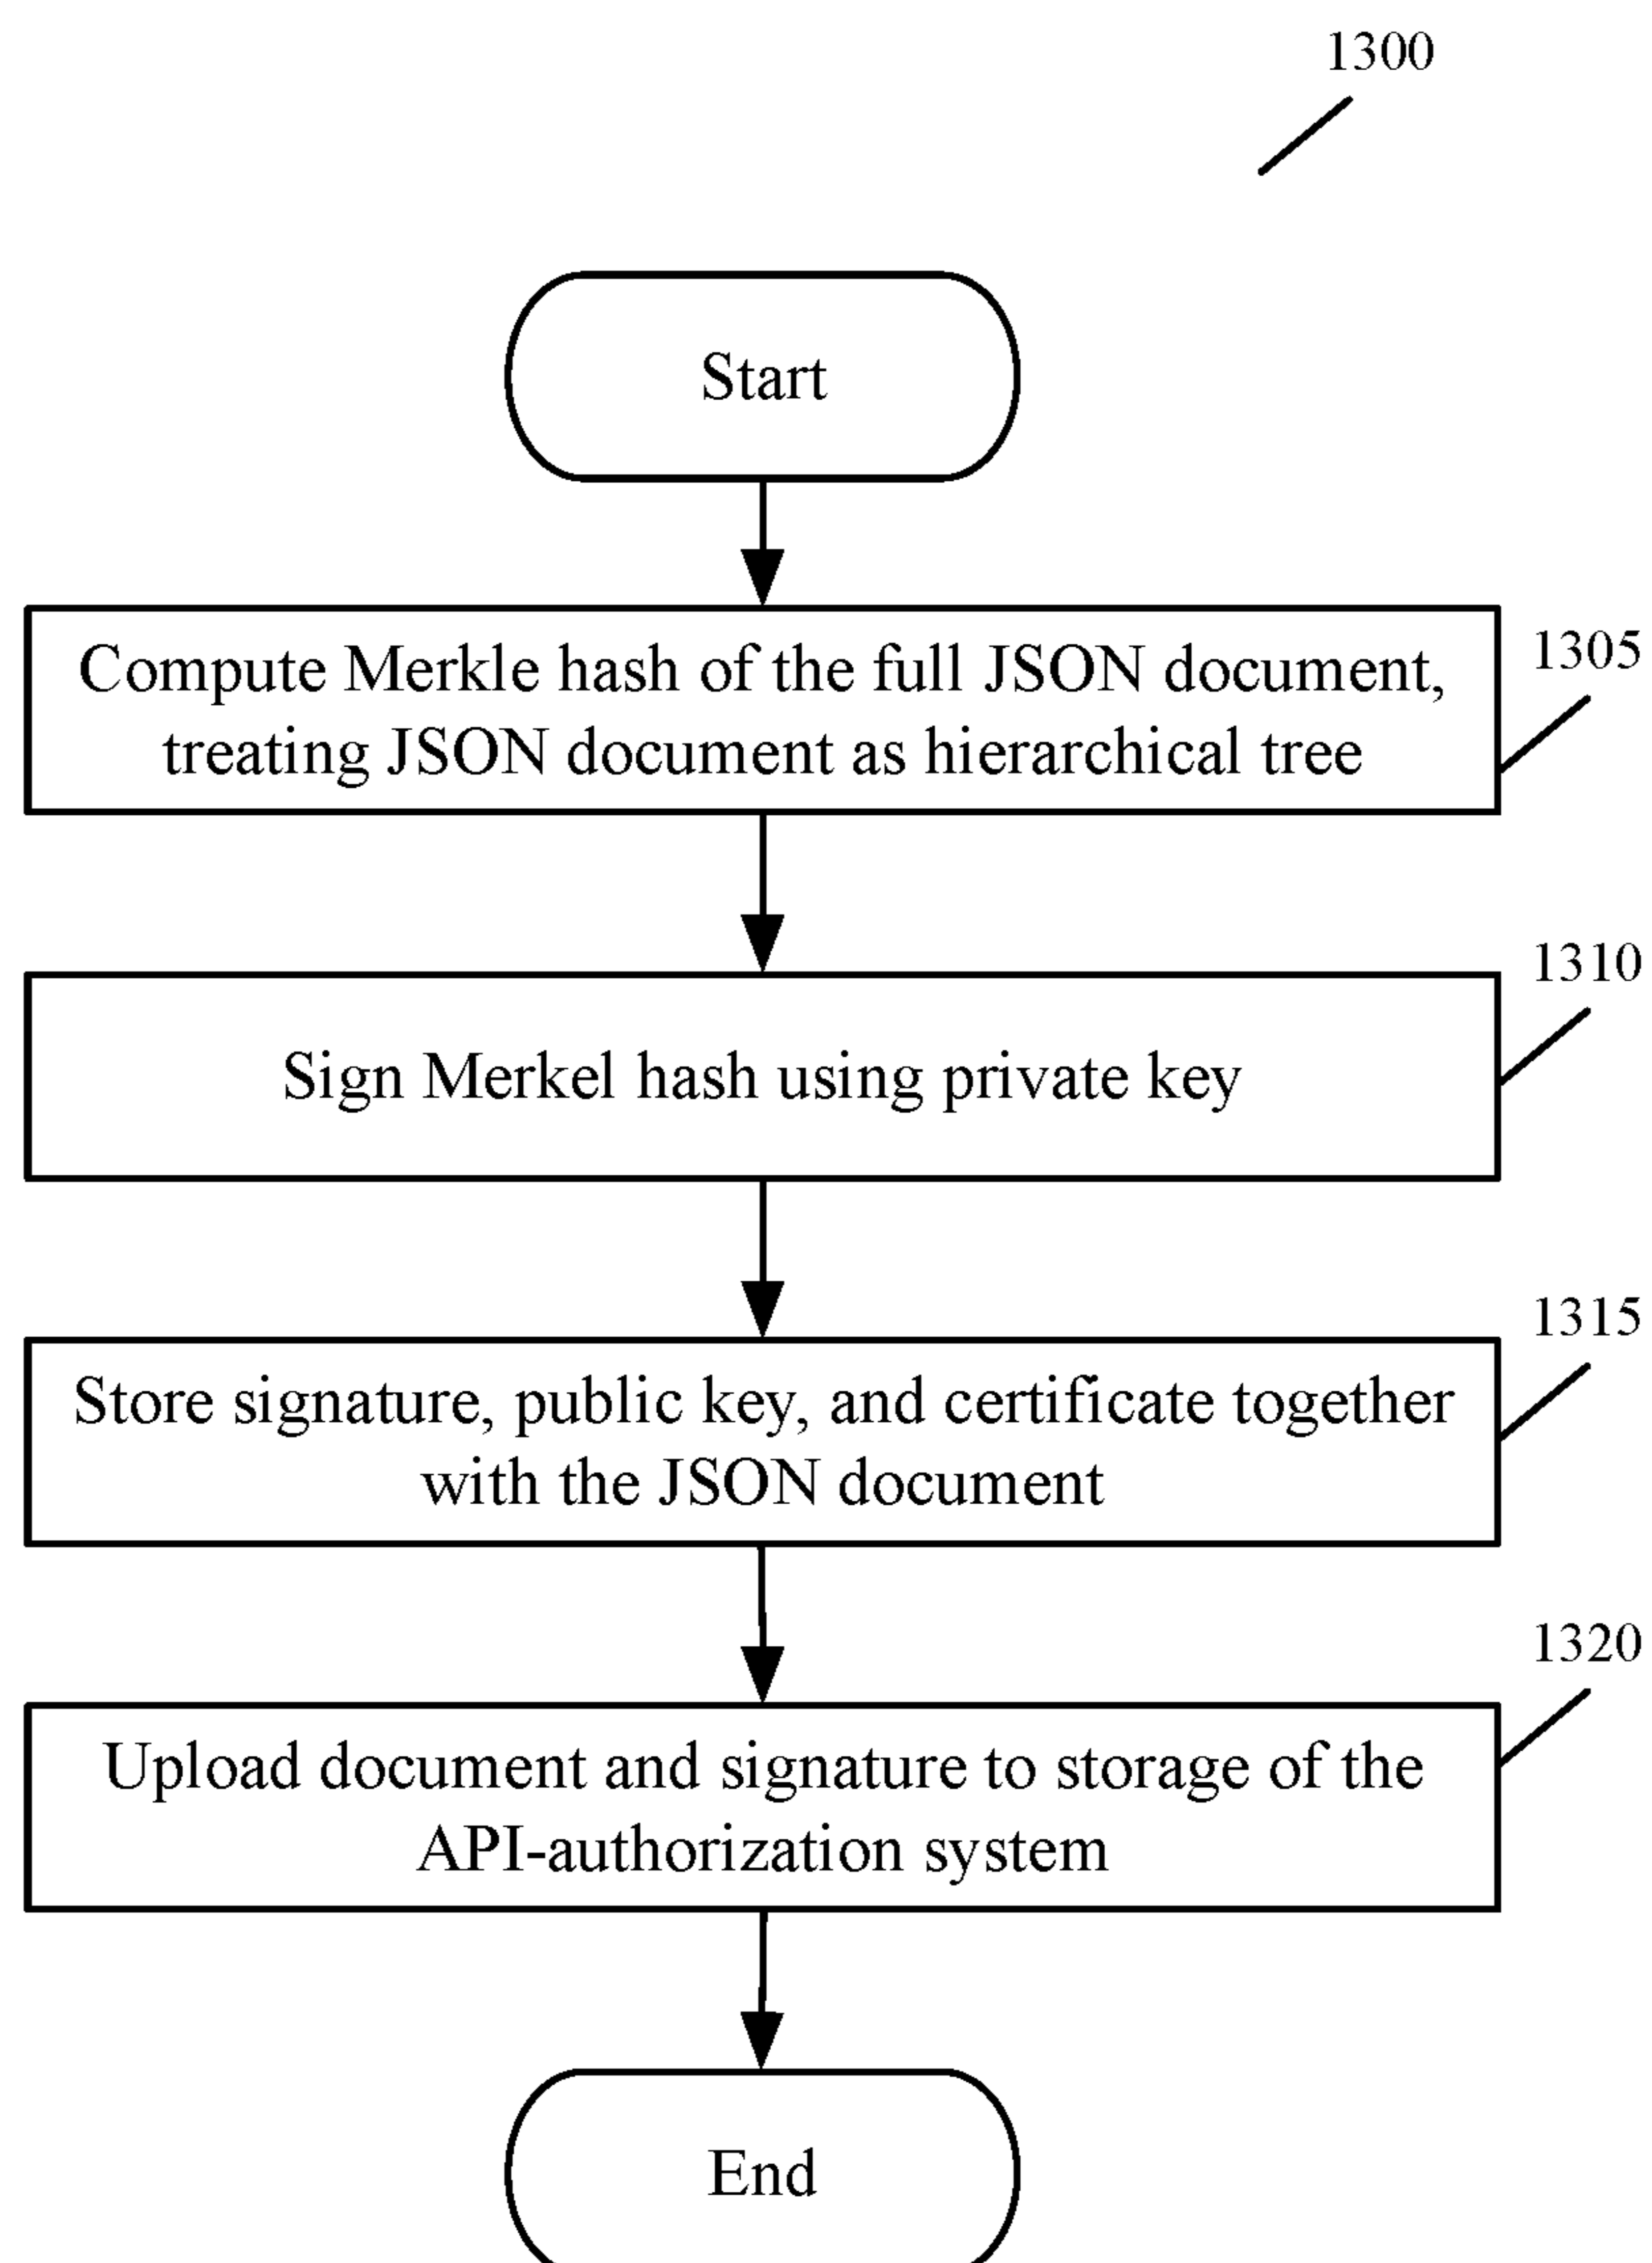 1300
Start
Compute Merkle hash of the full JSON document,
treating JSON document as hierarchical tree
1305
Sign Merkel hash using private key
1310
Store signature, public key, and certificate together
with the JSON document
1315
Upload document and signature to storage of the
API-authorization system
1320
End